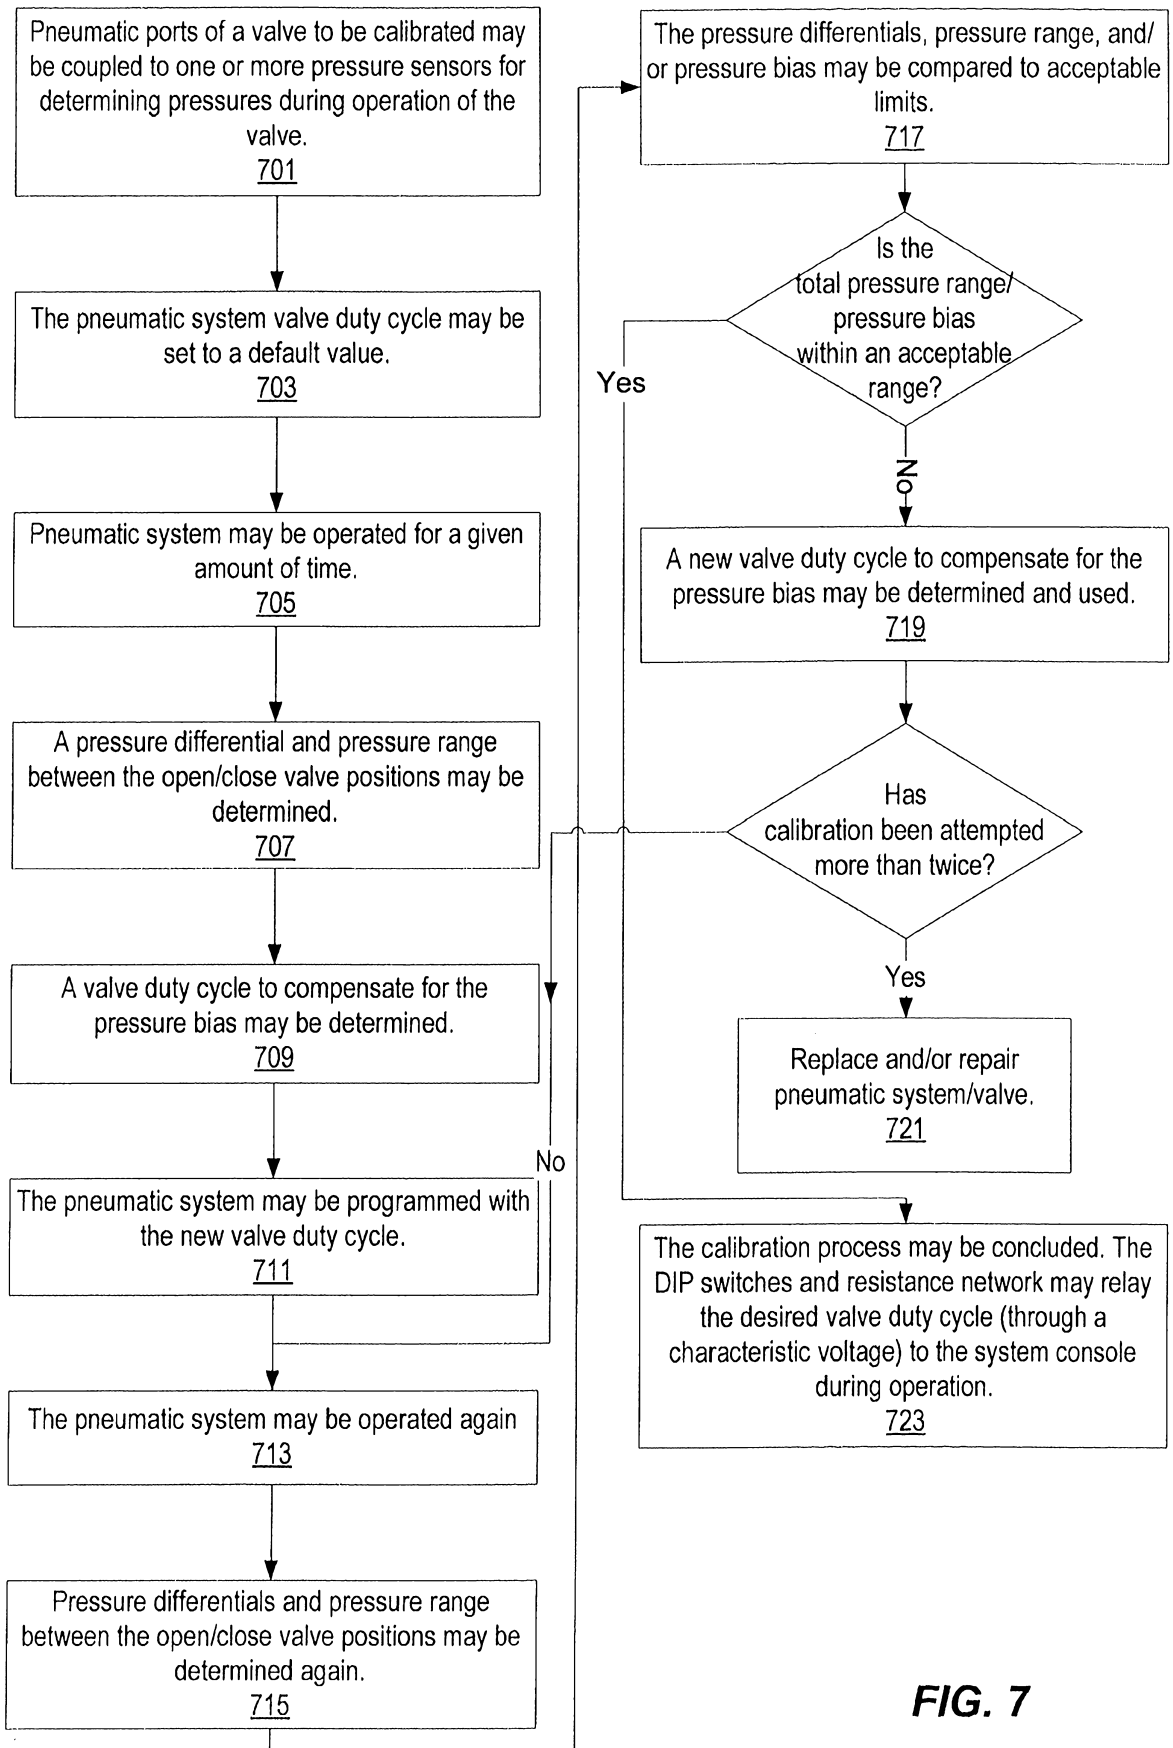 Pneumatic ports of a valve to be calibrated may
be coupled to one or more pressure sensors for
determining pressures during operation of the
valve.
701
The pneumatic system valve duty cycle may be
set to a default value.
703
Pneumatic system may be operated for a given
amount of time.
705
A pressure differential and pressure range
between the open/close valve positions may be
determined.
707
A valve duty cycle to compensate for the
pressure bias may be determined.
709
The pneumatic system may be programmed with
the new valve duty cycle.
711
The pneumatic system may be operated again
713
Pressure differentials and pressure range
between the open/close valve positions may be
determined again.
715
The pressure differentials, pressure range, and/
or pressure bias may be compared to acceptable
limits.
717
Is the
total pressure range/
pressure bias
within an acceptable
range?
Yes
No
A new valve duty cycle to compensate for the
pressure bias may be determined and used.
719
Has
calibration been attempted
more than twice?
No
Yes
Replace and/or repair
pneumatic system/valve.
721
The calibration process may be concluded. The
DIP switches and resistance network may relay
the desired valve duty cycle (through a
characteristic voltage) to the system console
during operation.
723
FIG. 7